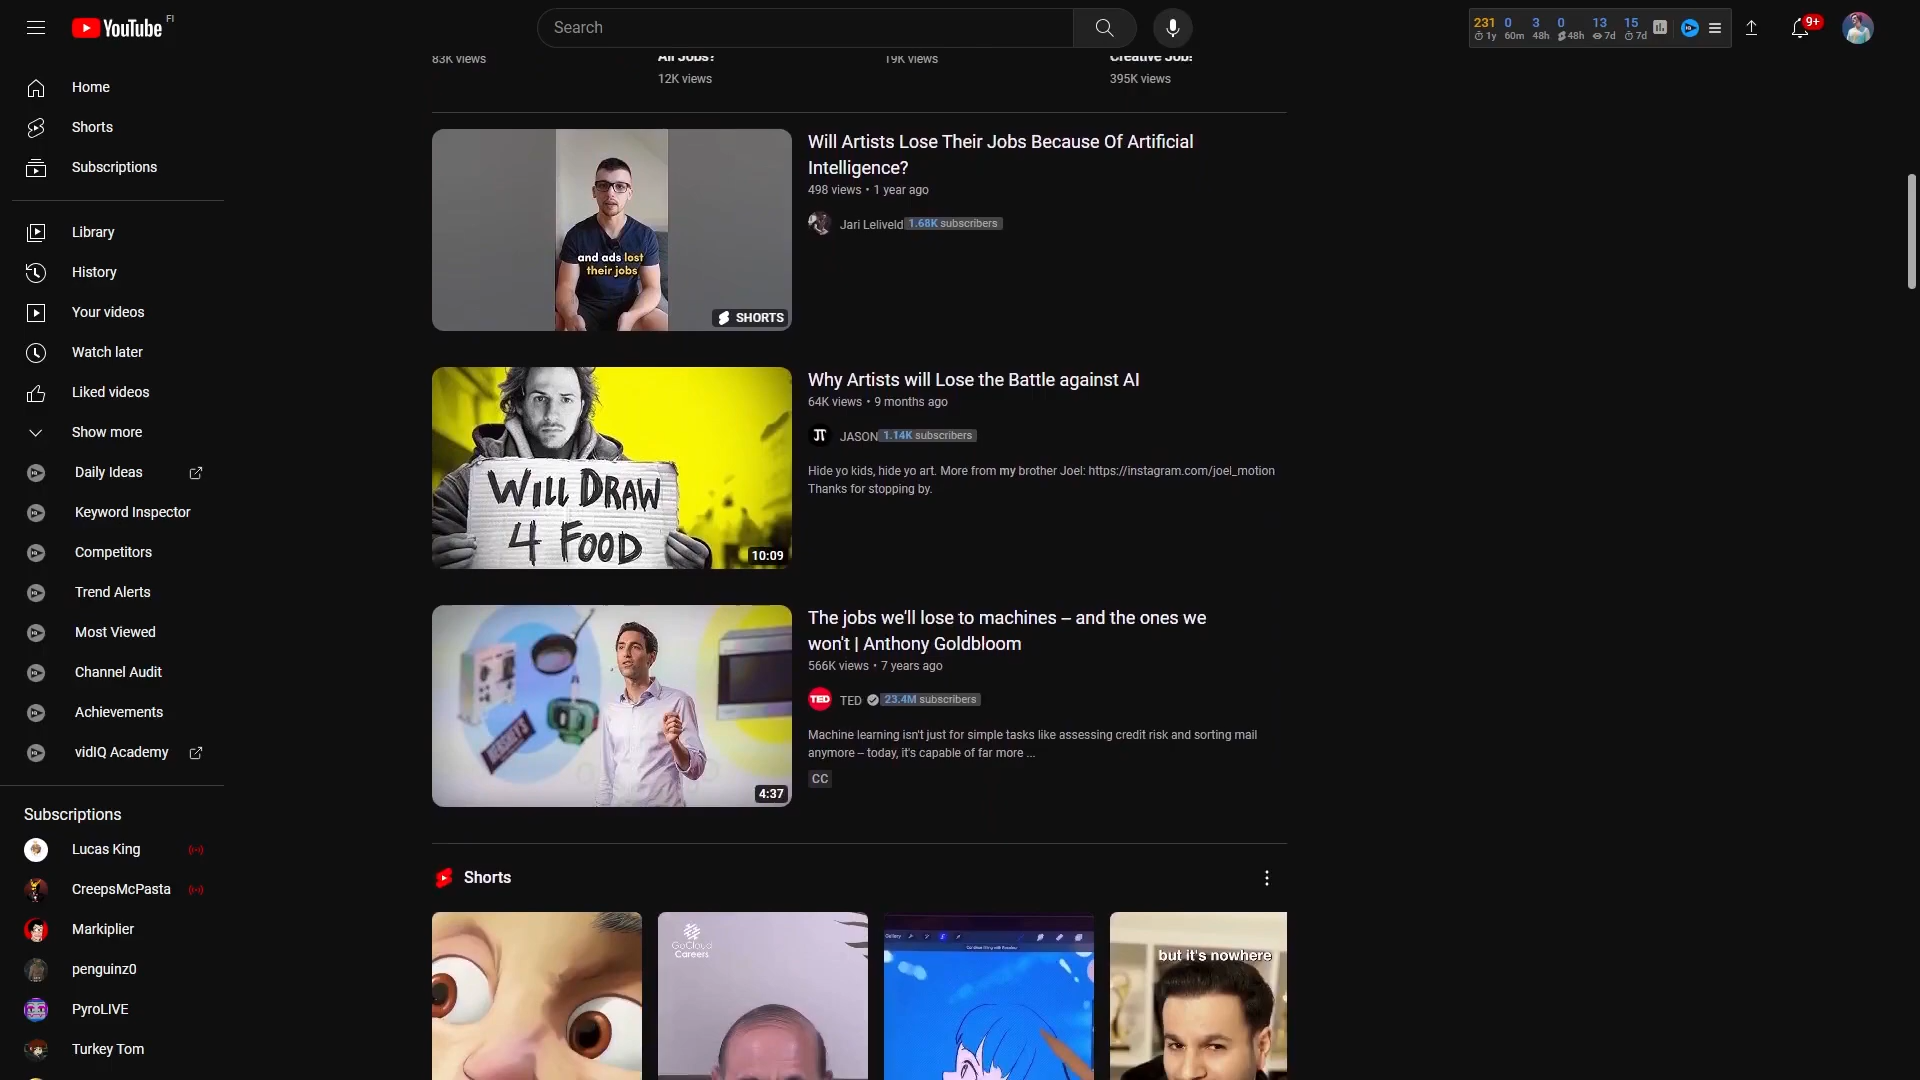 YouTube FI
Search
231 0 3 0 13 15
1y 60m 48h 48h 7d 7d
9+
Home
Shorts
Subscriptions
Library
History
Your videos
Watch later
Liked videos
Show more
Daily Ideas
Keyword Inspector
Competitors
Trend Alerts
Most Viewed
Channel Audit
Achievements
vidIQ Academy
Subscriptions
Lucas King
CreepsMcPasta
Markiplier
penguinz0
PyroLIVE
Turkey Tom
83K views
All Jobs?
12K views
19K views
Creative Job!
395K views
and ads lost
their jobs
SHORTS
Will Artists Lose Their Jobs Because Of Artificial
Intelligence?
498 views • 1 year ago
Jari Leliveld 1.68K subscribers
WILL DRAW
4 FOOD
10:09
Why Artists will Lose the Battle against AI
64K views • 9 months ago
JASON 1.14K subscribers
Hide yo kids, hide yo art. More from my brother Joel: https://instagram.com/joel_motion
Thanks for stopping by.
HERSHEY'S
4:37
The jobs we'll lose to machines – and the ones we
won't | Anthony Goldbloom
566K views • 7 years ago
TED
TED 23.4M subscribers
Machine learning isn't just for simple tasks like assessing credit risk and sorting mail
anymore – today, it's capable of far more ...
CC
Shorts
GoCloud
Careers
Gallery
but it's nowhere